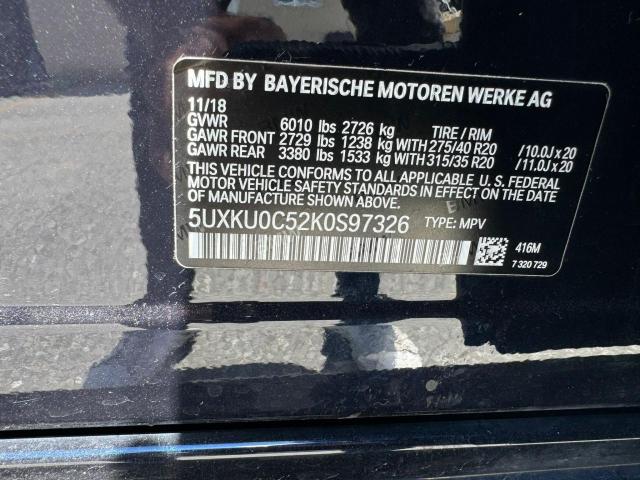 MFD BY BAYERISCHE MOTOREN WERKE AG
11/18
GVWR 6010 lbs 2726 kg TIRE / RIM
GAWR FRONT 2729 lbs 1238 kg WITH 275/40 R20 /10.0J x 20
GAWR REAR 3380 lbs 1533 kg WITH 315/35 R20 /11.0J x 20
THIS VEHICLE CONFORMS TO ALL APPLICABLE U. S. FEDERAL
MOTOR VEHICLE SAFETY STANDARDS IN EFFECT ON THE DATE
OF MANUFACTURE SHOWN ABOVE.
5UXKU0C52K0S97326 TYPE: MPV
416M
7 320 729